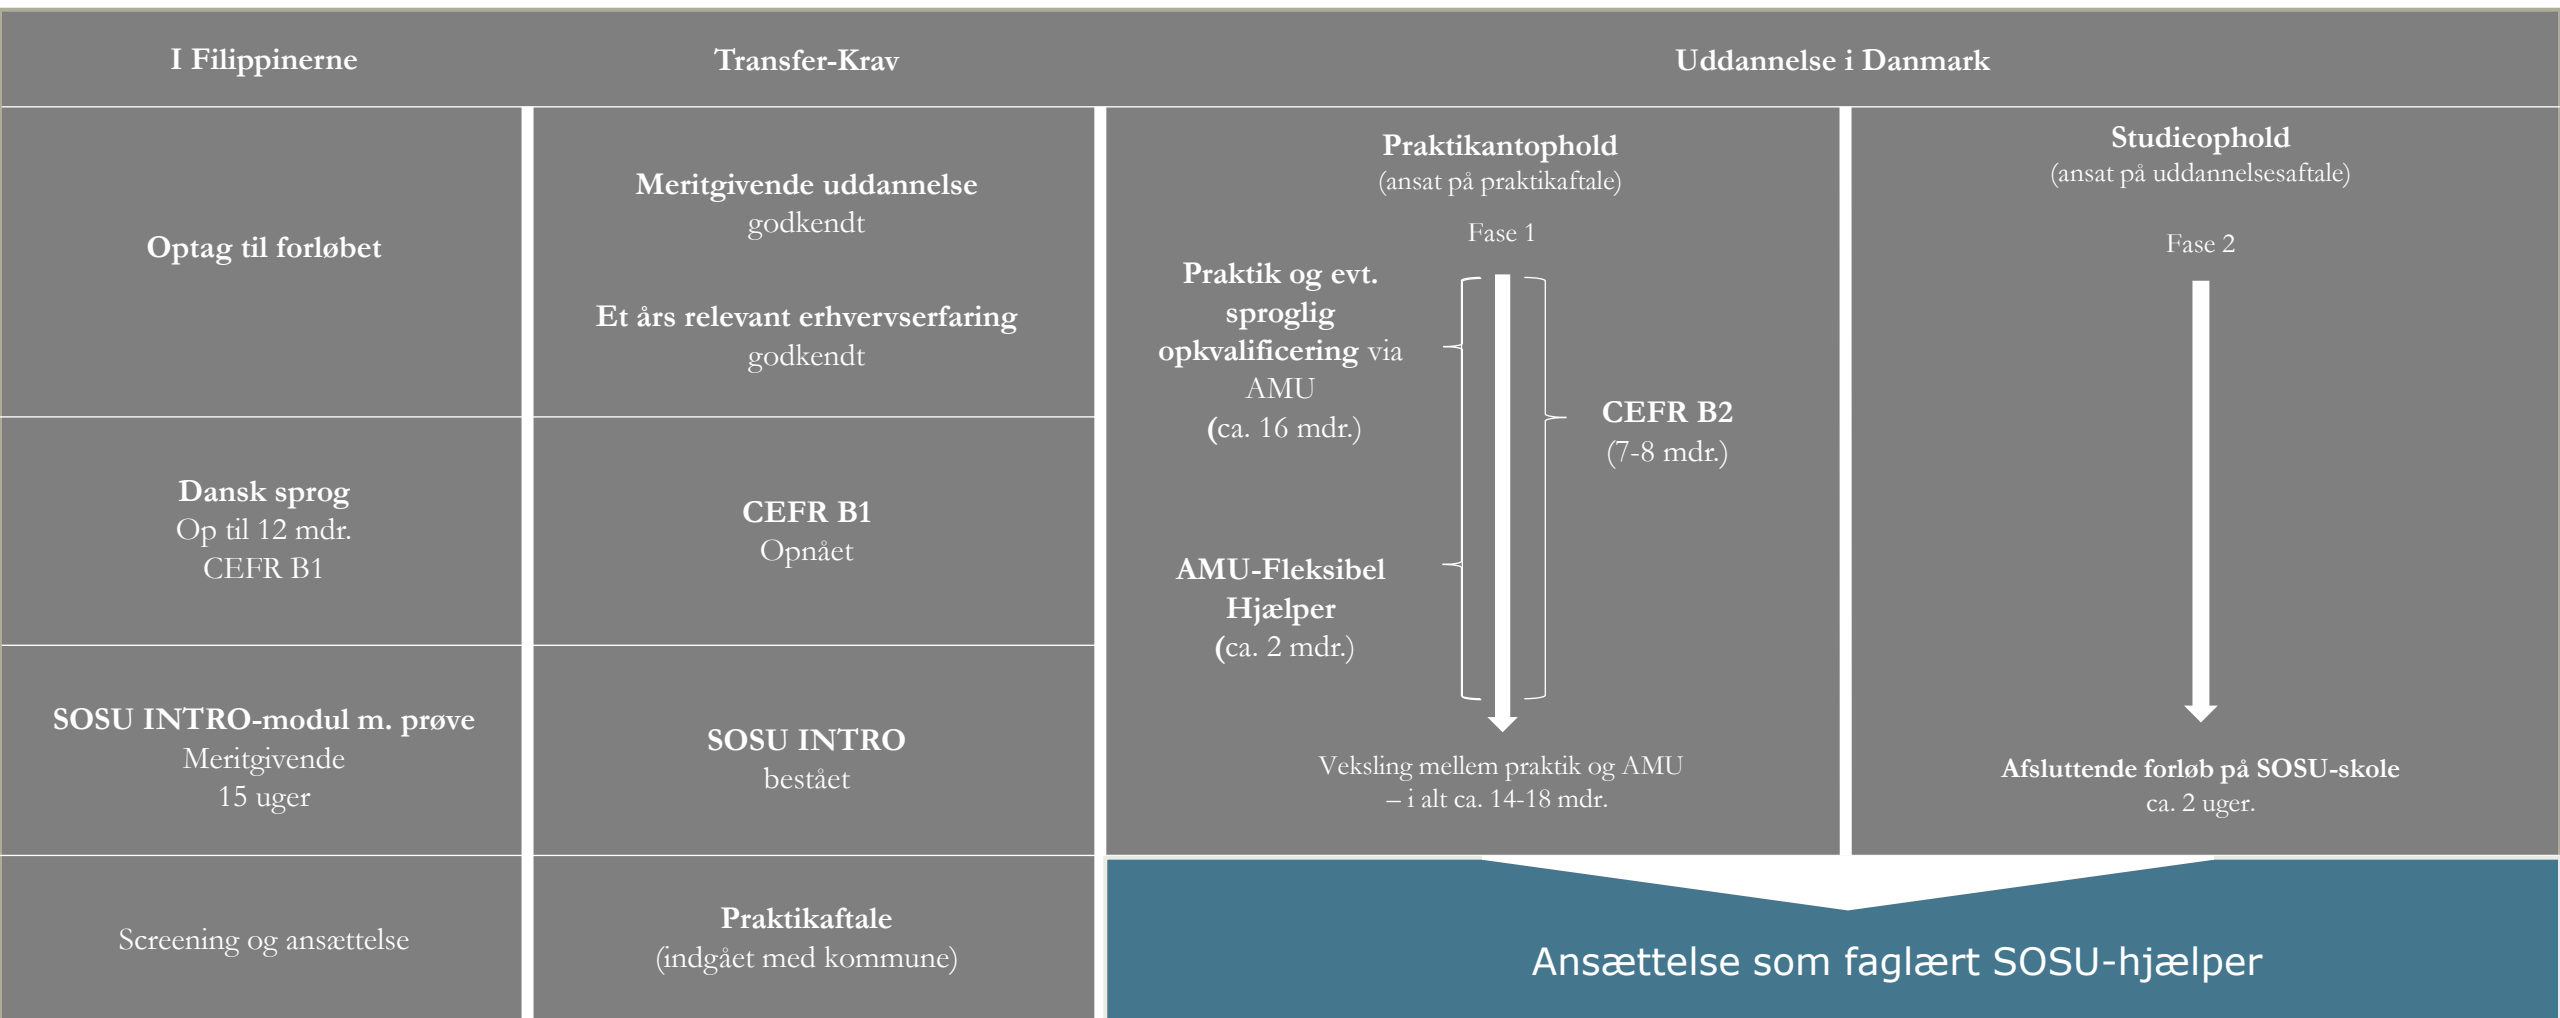 I Filippinerne
Transfer-Krav
Uddannelse i Danmark
Optag til forløbet
Meritgivende uddannelse
godkendt
Et års relevant erhvervserfaring
godkendt
Dansk sprog
Op til 12 mdr.
CEFR B1
CEFR B1
Opnået
SOSU INTRO-modul m. prøve
Meritgivende
15 uger
SOSU INTRO
bestået
Screening og ansættelse
Praktikaftale
(indgået med kommune)
Praktikantophold
(ansat på praktikaftale)
Fase 1
Praktik og evt.
sproglig
opkvalificering via
AMU
(ca. 16 mdr.)
AMU-Fleksibel
Hjælper
(ca. 2 mdr.)
CEFR B2
(7-8 mdr.)
Veksling mellem praktik og AMU
– i alt ca. 14-18 mdr.
Studieophold
(ansat på uddannelsesaftale)
Fase 2
Afsluttende forløb på SOSU-skole
ca. 2 uger.
Ansættelse som faglært SOSU-hjælper